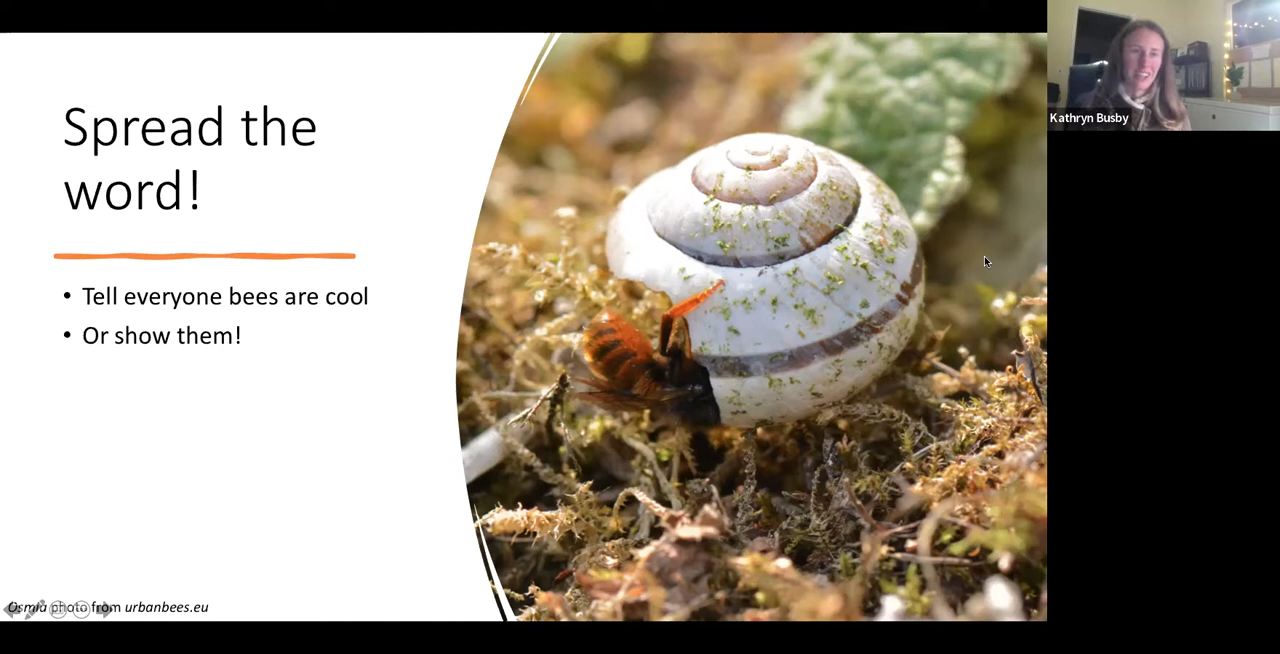 Spread the
word!
• Tell everyone bees are cool
• Or show them!
Osmia photo from urbanbees.eu
Kathryn Busby